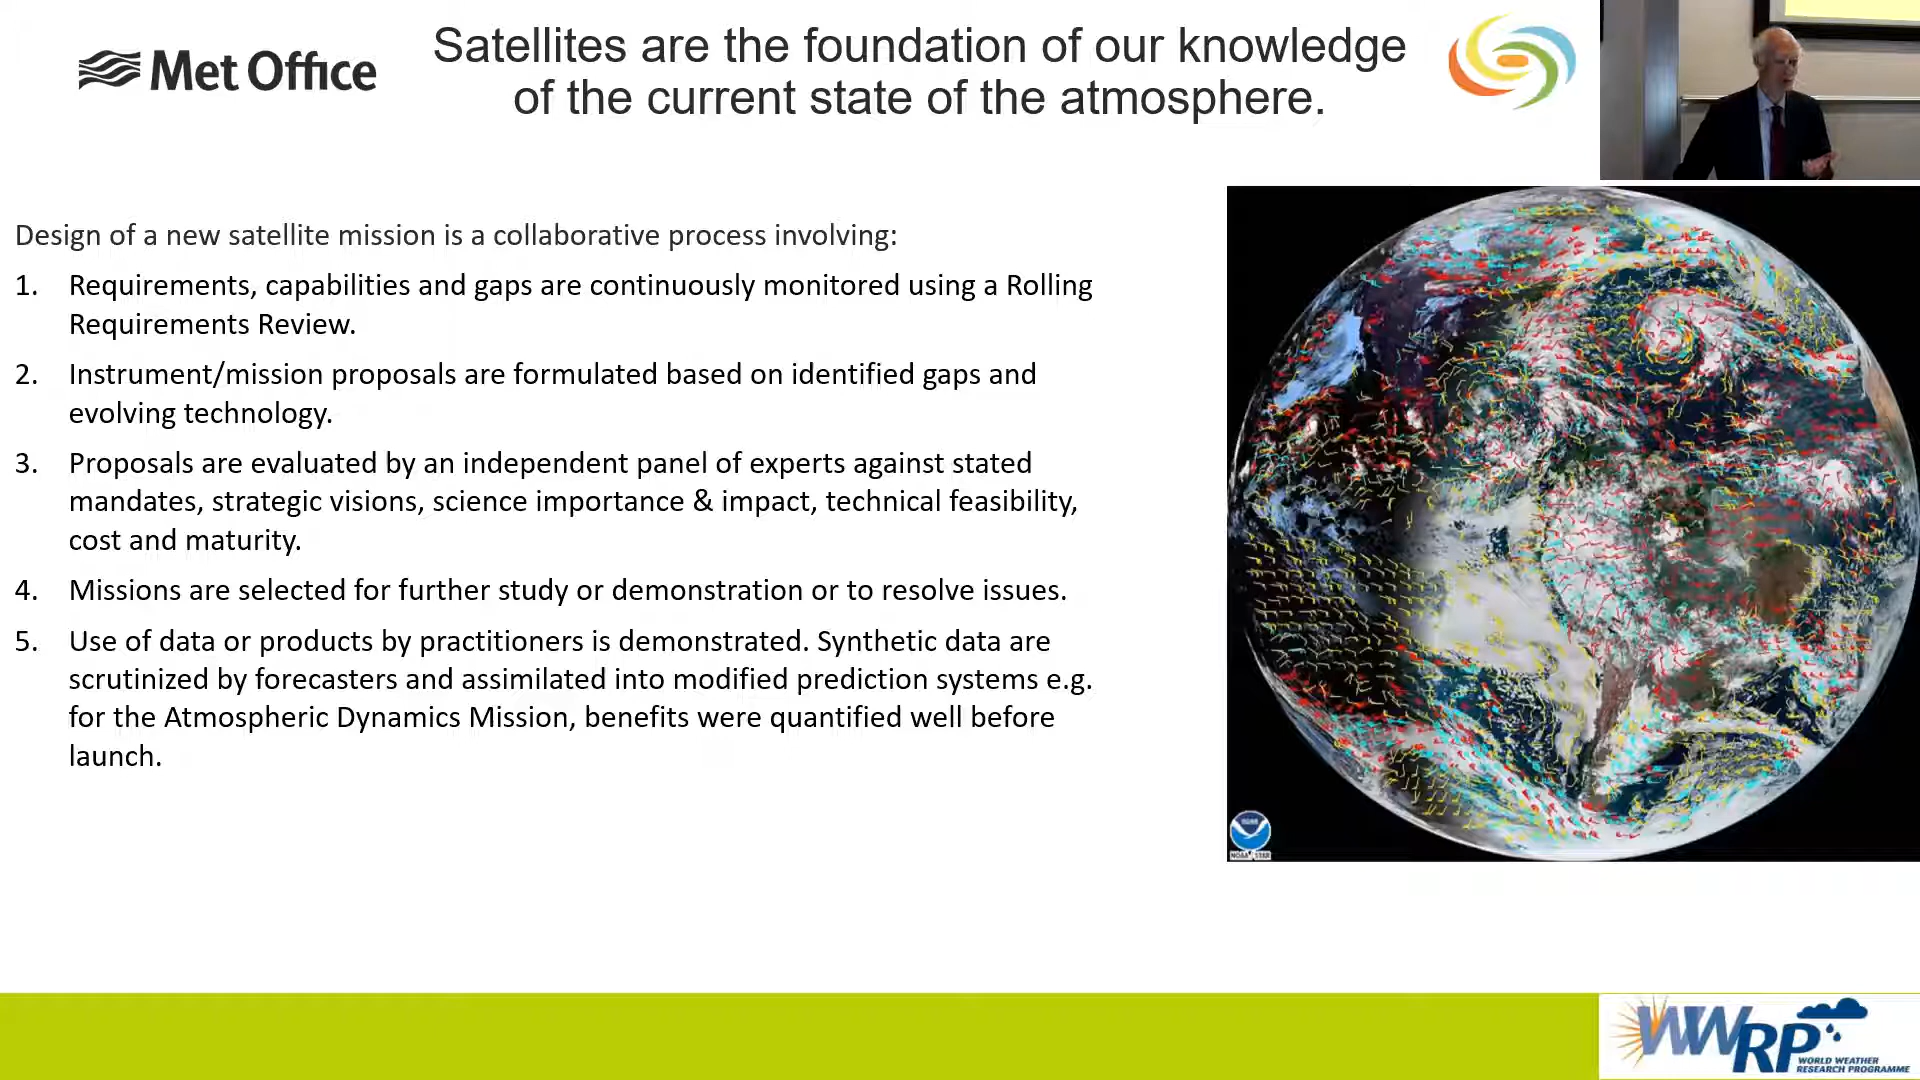 Met Office
Satellites are the foundation of our knowledge
of the current state of the atmosphere.
Design of a new satellite mission is a collaborative process involving:
1. Requirements, capabilities and gaps are continuously monitored using a Rolling
Requirements Review.
2. Instrument/mission proposals are formulated based on identified gaps and
evolving technology.
3. Proposals are evaluated by an independent panel of experts against stated
mandates, strategic visions, science importance & impact, technical feasibility,
cost and maturity.
4. Missions are selected for further study or demonstration or to resolve issues.
5. Use of data or products by practitioners is demonstrated. Synthetic data are
scrutinized by forecasters and assimilated into modified prediction systems e.g.
for the Atmospheric Dynamics Mission, benefits were quantified well before
launch.
NOAA
NOAA STAR
WWRP
WORLD WEATHER
RESEARCH PROGRAMME